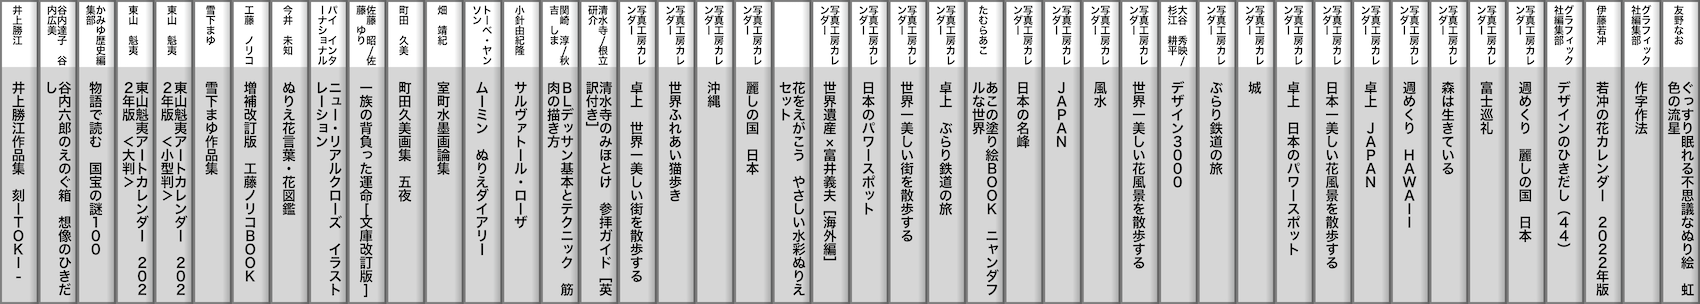 友野なお
ぐっすり眠れる不思議なぬり絵 虹
色の流星
グラフィック
社編集部
作字作法
伊藤若冲
若冲の花カレンダー 2022年版
グラフィック
社編集部
デザインのひきだし(44)
写真工房カレ
ンダー
週めくり 麗しの国 日本
写真工房カレ
ンダー
富士巡礼
写真工房カレ
ンダー
森は生きている
写真工房カレ
ンダー
週めくり HAWAII
写真工房カレ
ンダー
卓上 JAPAN
写真工房カレ
ンダー
日本一美しい花風景を散歩する
写真工房カレ
ンダー
卓上 日本のパワースポット
写真工房カレ
ンダー
城
写真工房カレ
ンダー
ぶらり鉄道の旅
大谷 秀映/
杉江 耕平
デザイン3000
写真工房カレ
ンダー
世界一美しい花風景を散歩する
写真工房カレ
ンダー
風水
写真工房カレ
ンダー
JAPAN
写真工房カレ
ンダー
日本の名峰
たむらあこ
あこの塗り絵BOOK ニャンダフ
ルな世界
写真工房カレ
ンダー
卓上 ぶらり鉄道の旅
写真工房カレ
ンダー
世界一美しい街を散歩する
写真工房カレ
ンダー
日本のパワースポット
写真工房カレ
ンダー
世界遺産×富井義夫[海外編]
花をえがこう やさしい水彩ぬりえ
セット
写真工房カレ
ンダー
麗しの国 日本
写真工房カレ
ンダー
沖縄
写真工房カレ
ンダー
世界ふれあい猫歩き
写真工房カレ
ンダー
卓上 世界一美しい街を散歩する
清水寺/根立
研介
清水寺のみほとけ 参拝ガイド[英
訳付き]
関崎 淳/秋
吉 しま
BLデッサン基本とテクニック 筋
肉の描き方
小針由紀隆
サルヴァトール・ローザ
トーベ・ヤン
ソン
ムーミン ぬりえダイアリー
畑 靖紀
室町水墨画論集
町田 久美
町田久美画集 五夜
佐藤 昭/佐
藤 ゆり
一族の背負った運命[文庫改訂版]
パイ インタ
ーナショナル
ニュー・リアルクローズ イラスト
レーション
今井 未知
ぬりえ花言葉・花図鑑
工藤 ノリコ
増補改訂版 工藤ノリコBOOK
雪下まゆ
雪下まゆ作品集
東山 魁夷
東山魁夷アートカレンダー 202
2年版 <小型判>
東山 魁夷
東山魁夷アートカレンダー 202
2年版 <大判>
かみゆ歴史編
集部
物語で読む 国宝の謎100
谷内達子 谷
内広美
谷内六郎のえのぐ箱 想像のひきだ
し
井上勝江
井上勝江作品集 刻ーTOKIー